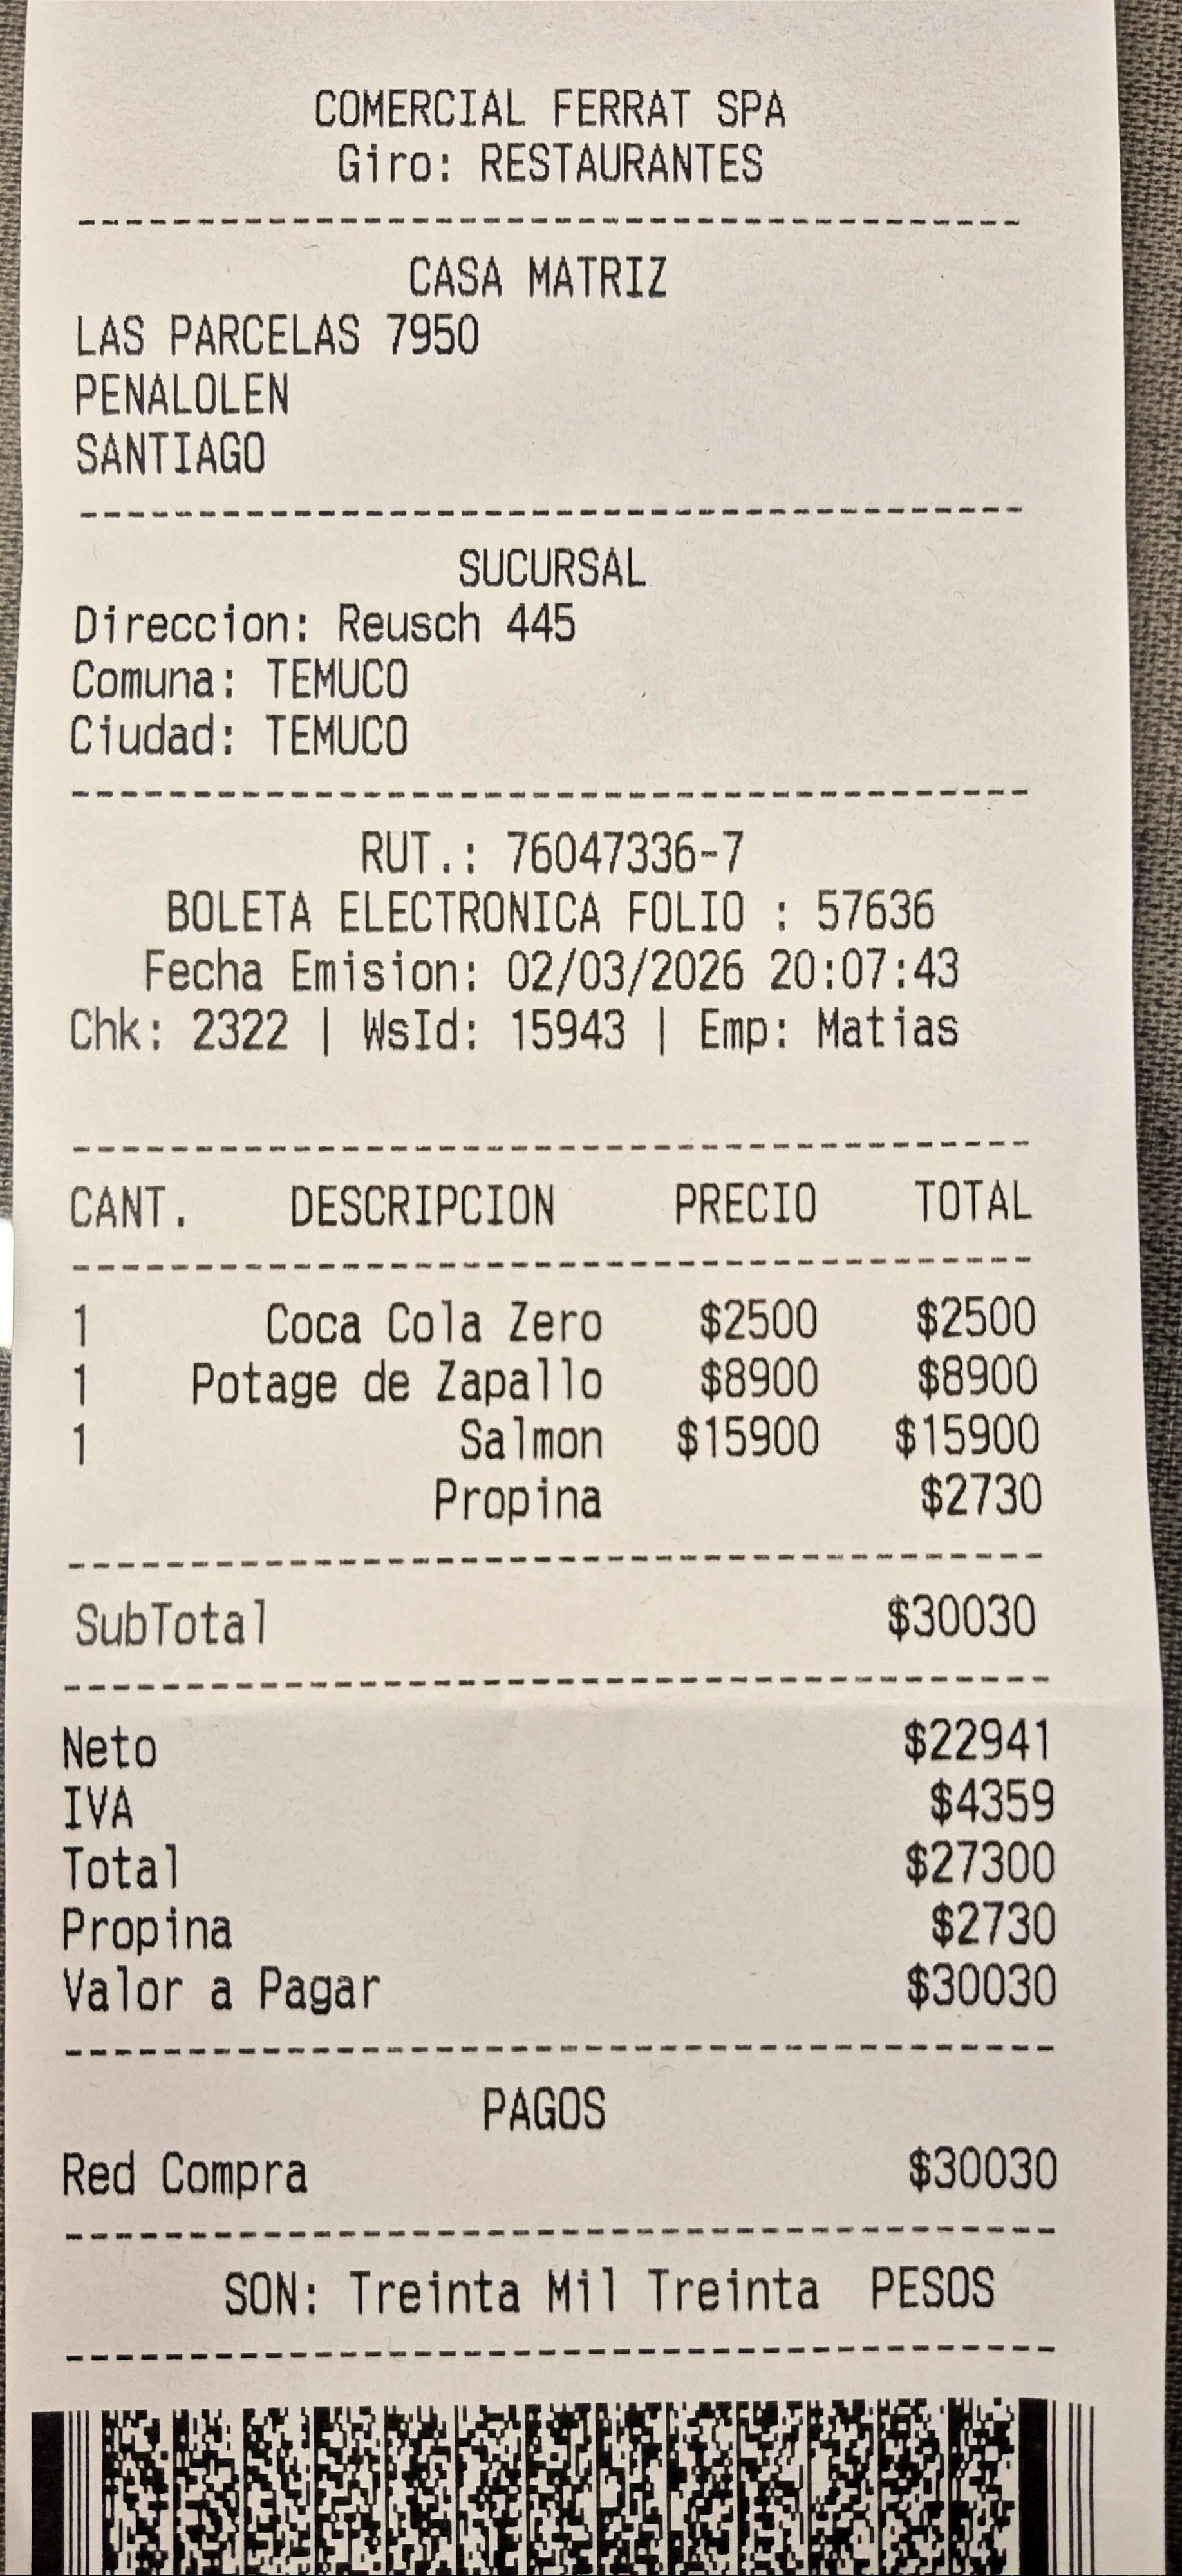 COMERCIAL FERRAT SPA
Giro: RESTAURANTES
CASA MATRIZ
LAS PARCELAS 7950
PENALOLEN
SANTIAGO
SUCURSAL
Direccion: Reusch 445
Comuna: TEMUCO
Ciudad: TEMUCO
RUT.: 76047336-7
BOLETA ELECTRONICA FOLIO : 57636
Fecha Emision: 02/03/2026 20:07:43
Chk: 2322 | WsId: 15943 | Emp: Matias
CANT. DESCRIPCION PRECIO TOTAL
1 Coca Cola Zero $2500 $2500
1 Potage de Zapallo $8900 $8900
1 Salmon $15900 $15900
Propina $2730
SubTotal $30030
Neto $22941
IVA $4359
Total $27300
Propina $2730
Valor a Pagar $30030
PAGOS
Red Compra $30030
SON: Treinta Mil Treinta PESOS